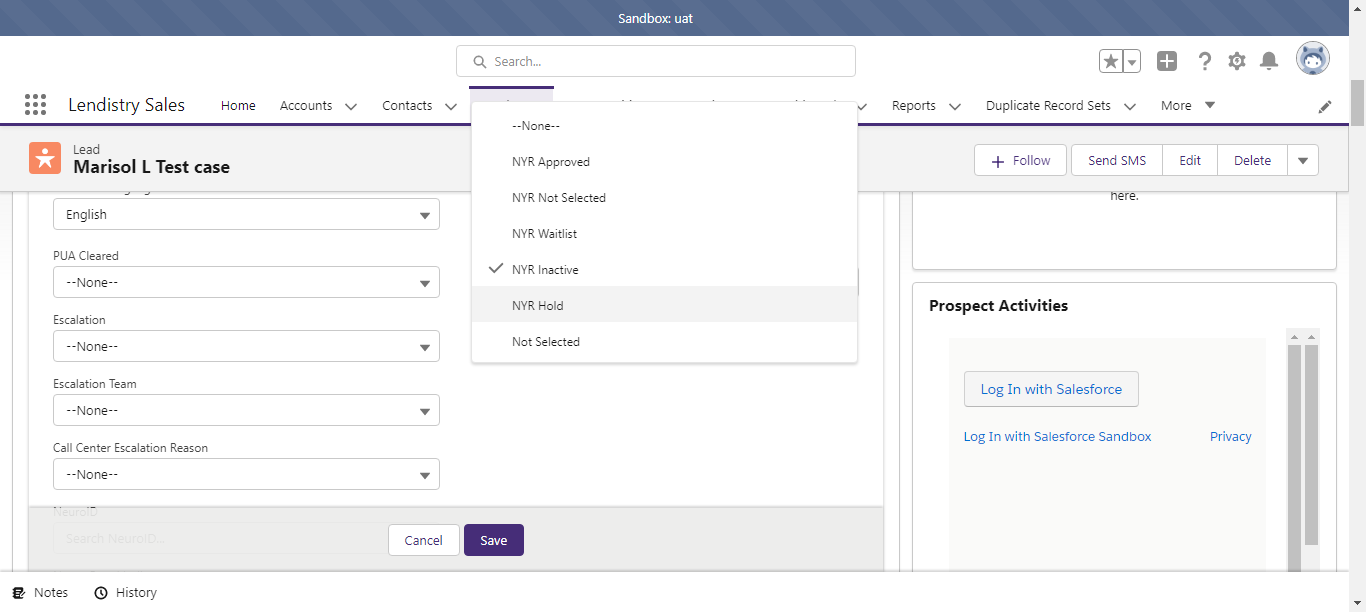 Sandbox: uat
Search...
Lendistry Sales
Home
Accounts
Contacts
Reports
Duplicate Record Sets
More
Lead
Marisol L Test case
Follow
Send SMS
Edit
Delete
English
PUA Cleared
--None--
Escalation
--None--
Escalation Team
--None--
Call Center Escalation Reason
--None--
NeuroID
Search NeuroID...
Cancel
Save
--None--
NYR Approved
NYR Not Selected
NYR Waitlist
NYR Inactive
NYR Hold
Not Selected
here.
Prospect Activities
Log In with Salesforce
Log In with Salesforce Sandbox
Privacy
Notes
History